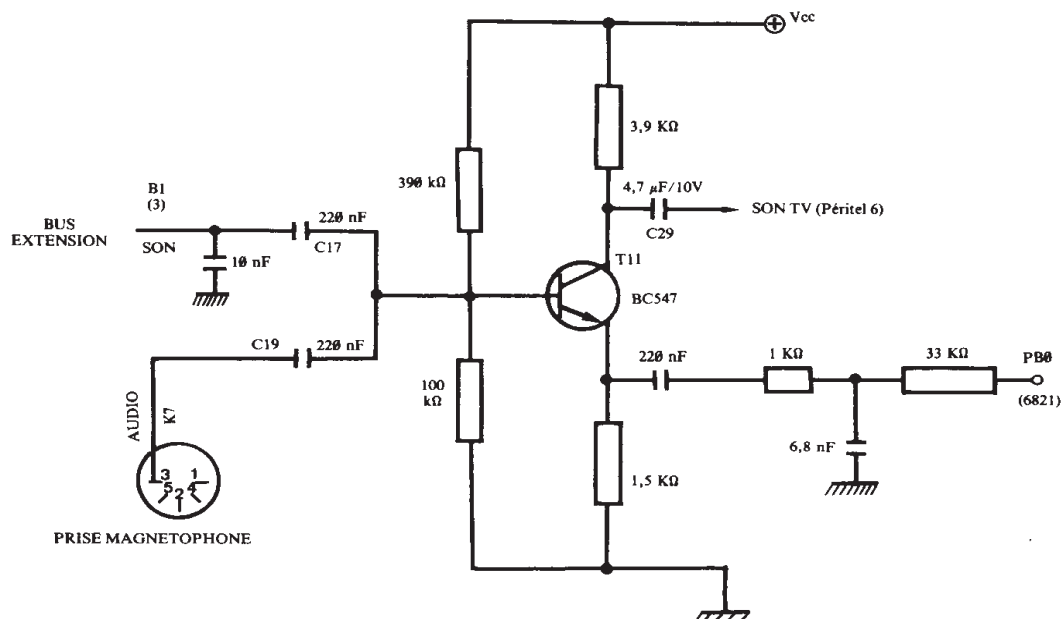 Vcc
3,9 KΩ
390 kΩ
4,7 µF/10V
SON TV (Péritel 6)
C29
B1
(3)
BUS
EXTENSION
SON
220 nF
C17
10 nF
T11
BC547
C19
220 nF
100
kΩ
220 nF
1 KΩ
33 KΩ
PB0
(6821)
AUDIO
K7
6,8 nF
1,5 KΩ
3 1
5 2 4
PRISE MAGNETOPHONE